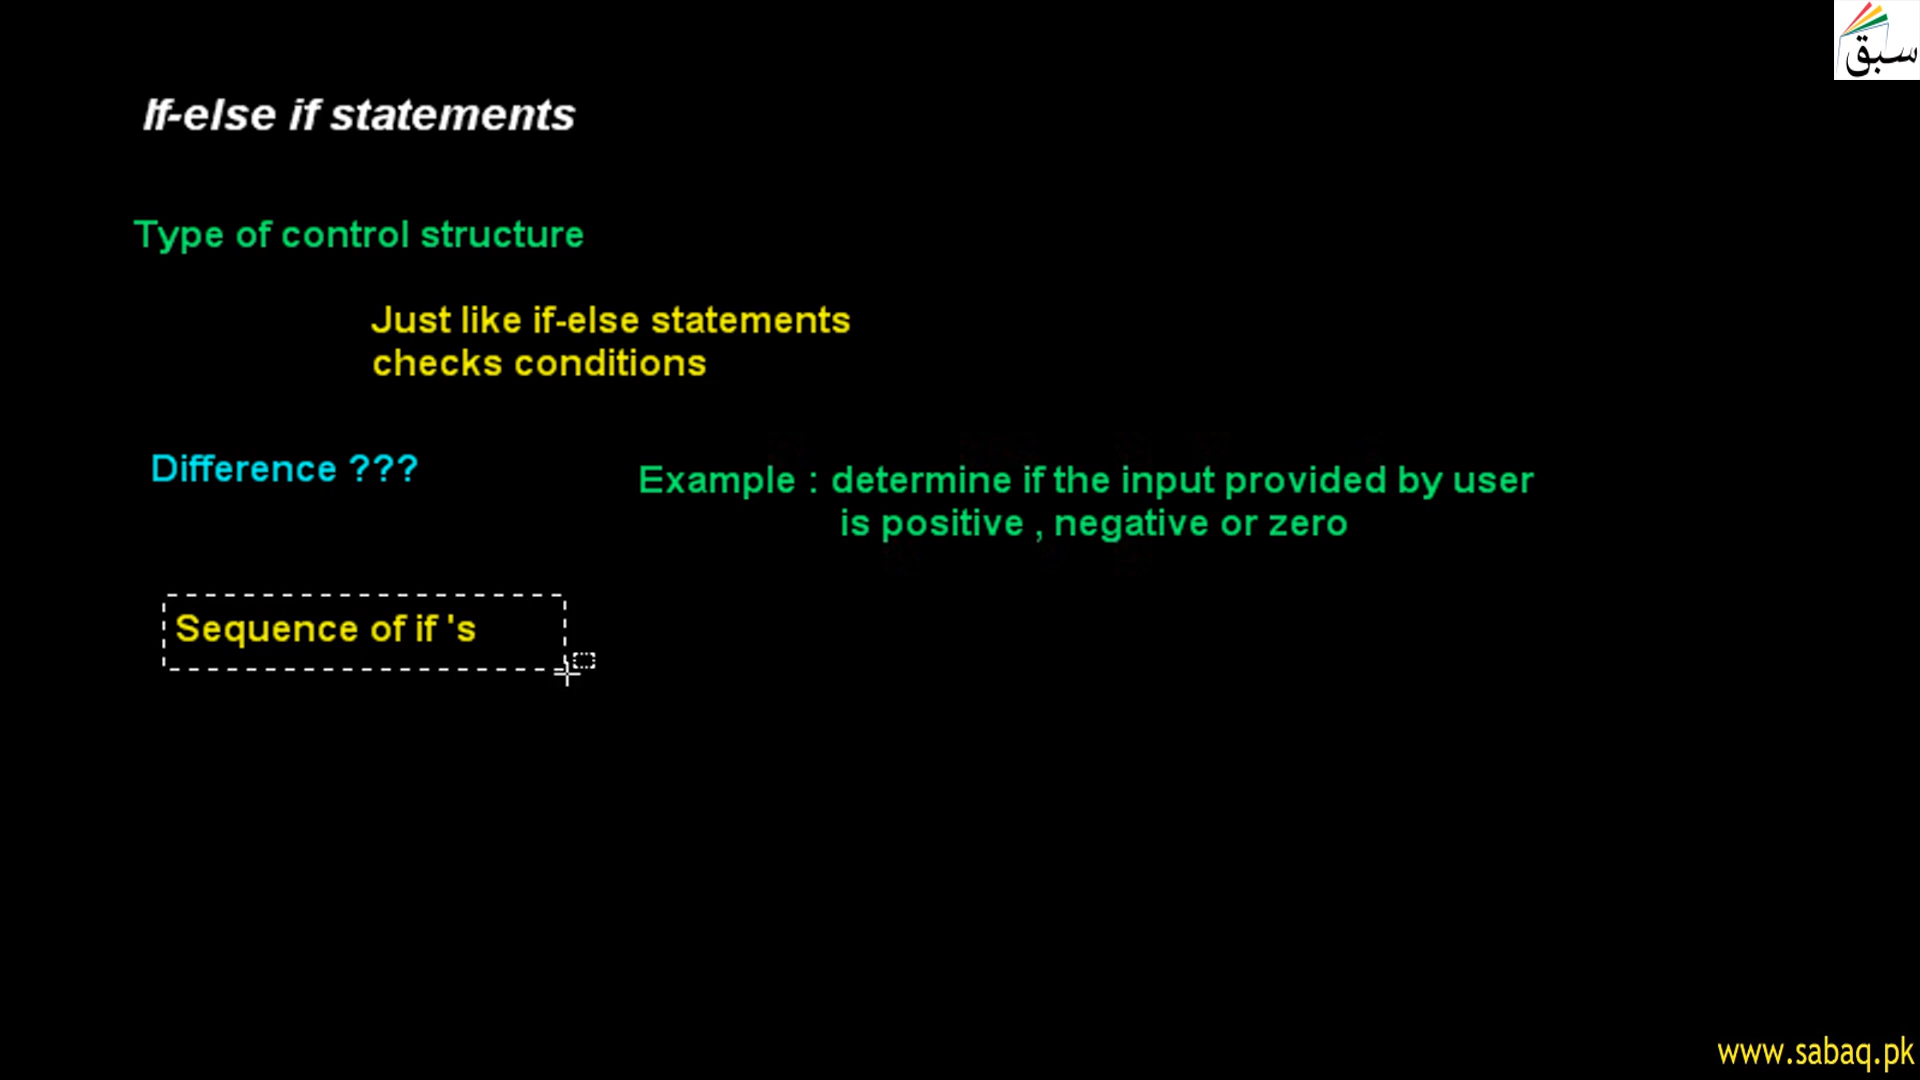 سبق
If-else if statements
Type of control structure
Just like if-else statements
checks conditions
Difference ???
Example : determine if the input provided by user
is positive , negative or zero
Sequence of if 's
www.sabaq.pk